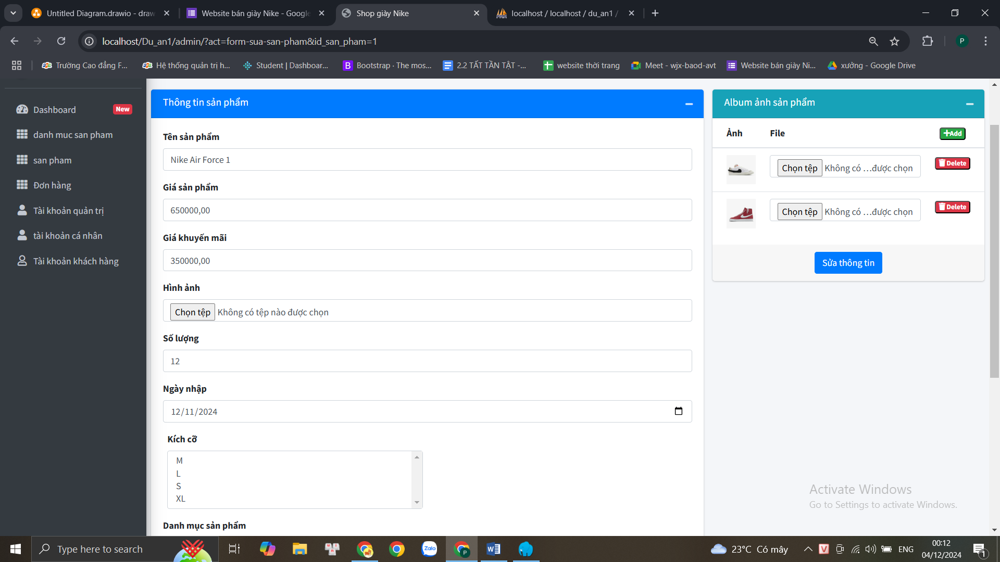 Untitled Diagram.drawio - draw
Website bán giày Nike - Google
Shop giày Nike
localhost / localhost / du_an1 /
localhost/Du_an1/admin/?act=form-sua-san-pham&id_san_pham=1
P
Trường Cao đẳng F...
Hệ thống quản trị h...
Student | Dashboar...
B
Bootstrap · The mos...
2.2 TẤT TẦN TẬT -...
website thời trang
Meet - wjx-baod-avt
Website bán giày Ni...
xưởng - Google Drive
Dashboard
New
danh muc san pham
san pham
Đơn hàng
Tài khoản quản trị
tài khoản cá nhân
Tài khoản khách hàng
Thông tin sản phẩm
Tên sản phẩm
Nike Air Force 1
Giá sản phẩm
650000,00
Giá khuyến mãi
350000,00
Hình ảnh
Chọn tệp Không có tệp nào được chọn
Số lượng
12
Ngày nhập
12/11/2024
Kích cỡ
M
L
S
XL
Danh mục sản phẩm
Album ảnh sản phẩm
Ảnh File Add
Chọn tệp Không có ...được chọn Delete
Chọn tệp Không có ...được chọn Delete
Sửa thông tin
Activate Windows
Go to Settings to activate Windows.
Type here to search
Zalo
P
W
23°C Có mây
V
ENG
00:12
04/12/2024
1